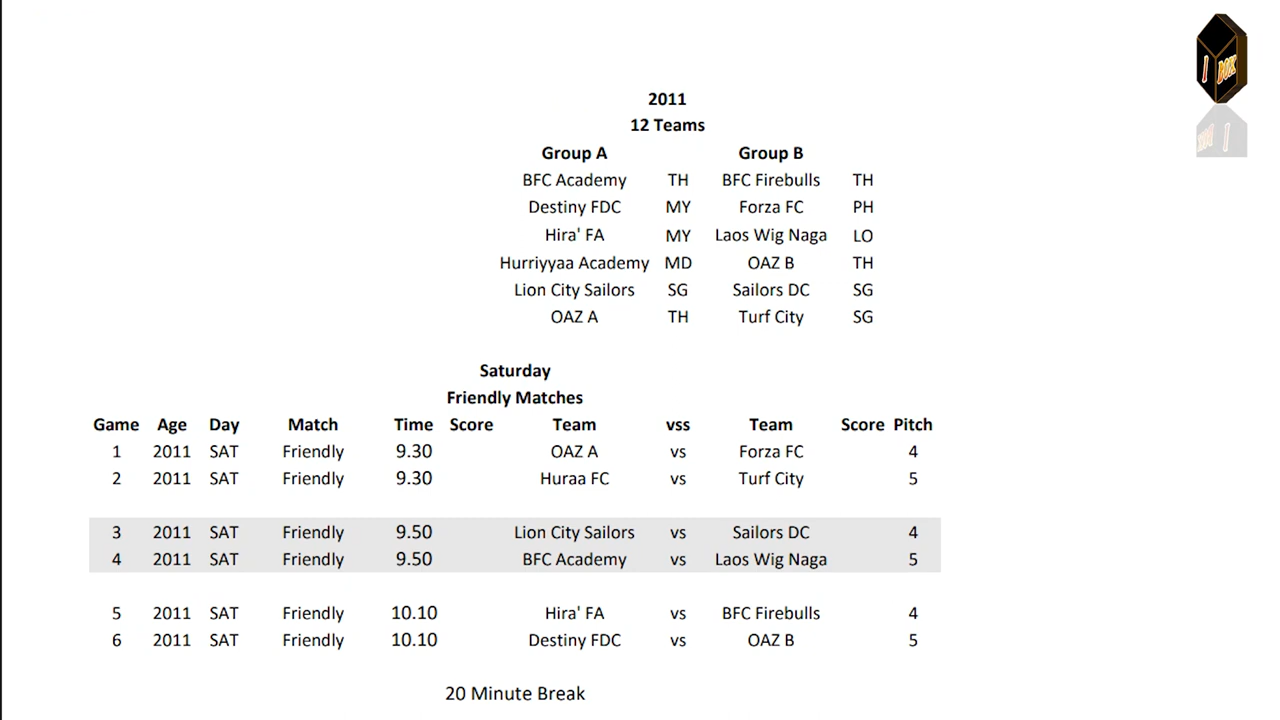 2011
12 Teams
Group A Group B
BFC Academy TH BFC Firebulls TH
Destiny FDC MY Forza FC PH
Hira' FA MY Laos Wig Naga LO
Hurriyyaa Academy MD OAZ B TH
Lion City Sailors SG Sailors DC SG
OAZ A TH Turf City SG
Saturday
Friendly Matches
Game Age Day Match Time Score Team vss Team Score Pitch
1 2011 SAT Friendly 9.30 OAZ A vs Forza FC 4
2 2011 SAT Friendly 9.30 Huraa FC vs Turf City 5
3 2011 SAT Friendly 9.50 Lion City Sailors vs Sailors DC 4
4 2011 SAT Friendly 9.50 BFC Academy vs Laos Wig Naga 5
5 2011 SAT Friendly 10.10 Hira' FA vs BFC Firebulls 4
6 2011 SAT Friendly 10.10 Destiny FDC vs OAZ B 5
20 Minute Break